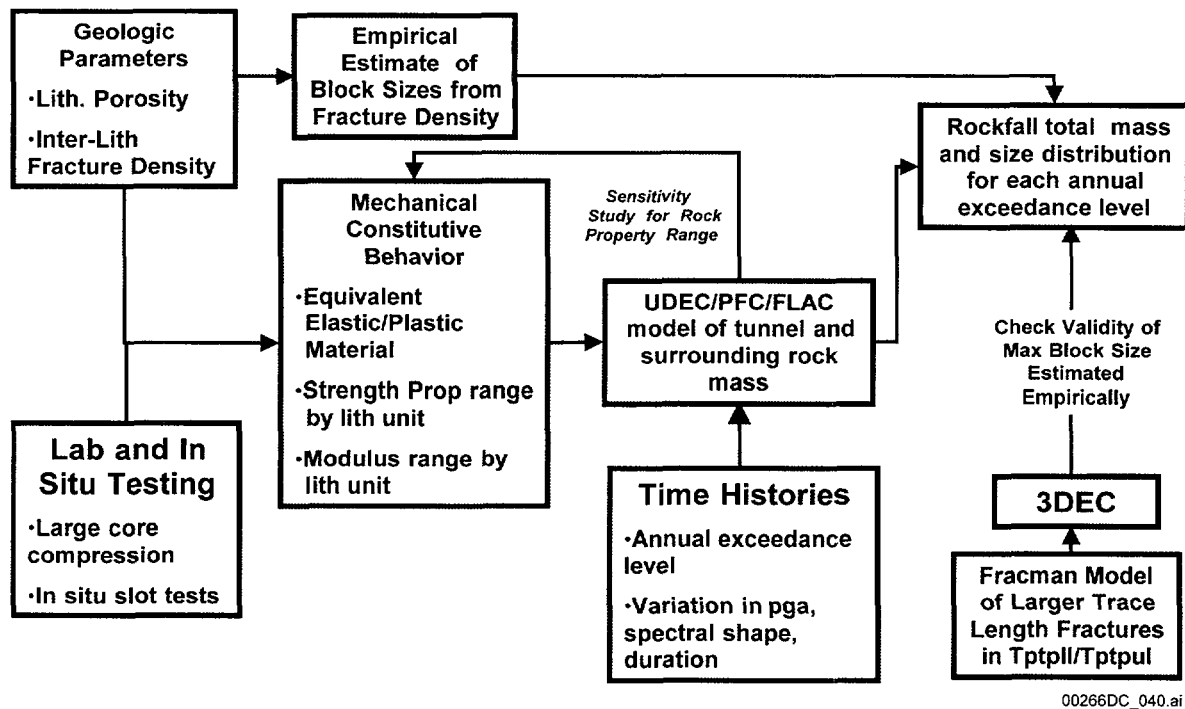 Geologic
Parameters
•Lith. Porosity
•Inter-Lith
Fracture Density
Empirical
Estimate of
Block Sizes from
Fracture Density
Rockfall total mass
and size distribution
for each annual
exceedance level
Mechanical
Constitutive
Behavior
•Equivalent
Elastic/Plastic
Material
•Strength Prop range
by lith unit
•Modulus range by
lith unit
Sensitivity
Study for Rock
Property Range
UDEC/PFC/FLAC
model of tunnel and
surrounding rock
mass
Check Validity of
Max Block Size
Estimated
Empirically
Lab and In
Situ Testing
•Large core
compression
•In situ slot tests
Time Histories
•Annual exceedance
level
•Variation in pga,
spectral shape,
duration
3DEC
Fracman Model
of Larger Trace
Length Fractures
in Tptpll/Tptpul
00266DC_040.ai